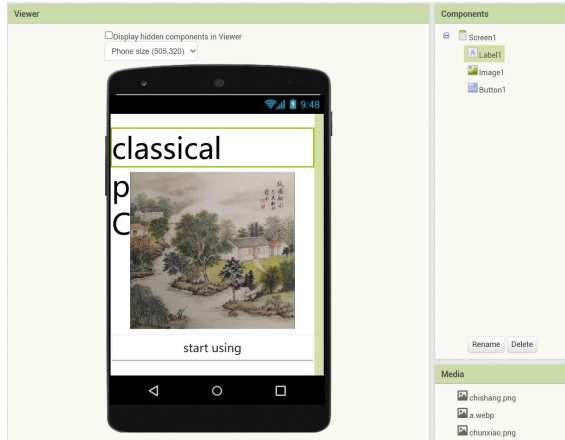 Viewer
Display hidden components in Viewer
Phone size (505,320)
9:48
classical
p
C
start using
Components
Screen1
Label1
Image1
Button1
Rename Delete
Media
chishang.png
a.webp
chunxiao.png